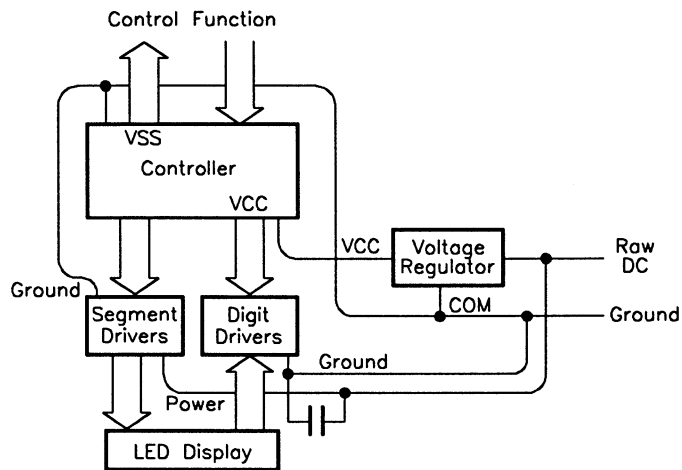 Control Function
VSS
Controller
VCC
VCC
Voltage
Regulator
Raw
DC
Ground
Segment
Drivers
Digit
Drivers
COM
Ground
Ground
Power
LED Display